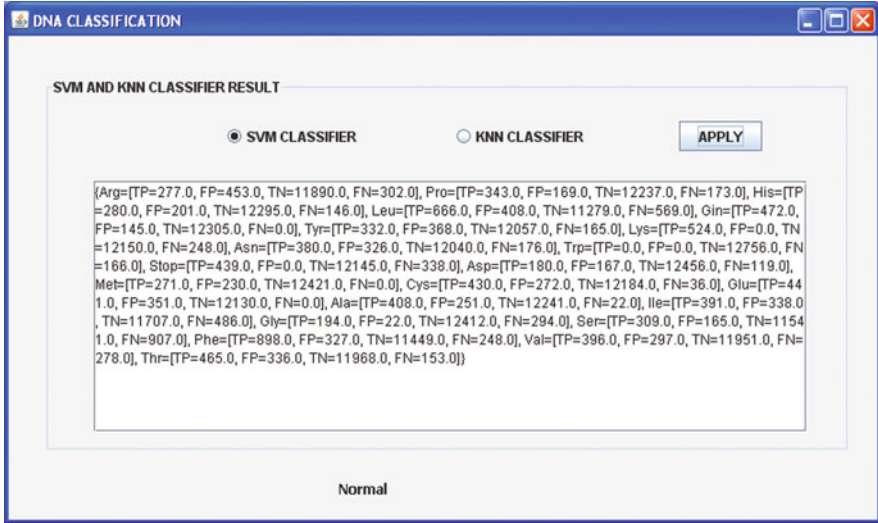 DNA CLASSIFICATION
SVM AND KNN CLASSIFIER RESULT
SVM CLASSIFIER KNN CLASSIFIER APPLY
{Arg=[TP=277.0, FP=453.0, TN=11890.0, FN=302.0], Pro=[TP=343.0, FP=169.0, TN=12237.0, FN=173.0], His=[TP
=280.0, FP=201.0, TN=12295.0, FN=146.0], Leu=[TP=666.0, FP=408.0, TN=11279.0, FN=569.0], Gin=[TP=472.0,
FP=145.0, TN=12305.0, FN=0.0], Tyr=[TP=332.0, FP=368.0, TN=12057.0, FN=165.0], Lys=[TP=524.0, FP=0.0, TN
=12150.0, FN=248.0], Asn=[TP=380.0, FP=326.0, TN=12040.0, FN=176.0], Trp=[TP=0.0, FP=0.0, TN=12756.0, FN
=166.0], Stop=[TP=439.0, FP=0.0, TN=12145.0, FN=338.0], Asp=[TP=180.0, FP=167.0, TN=12456.0, FN=119.0],
Met=[TP=271.0, FP=230.0, TN=12421.0, FN=0.0], Cys=[TP=430.0, FP=272.0, TN=12184.0, FN=36.0], Glu=[TP=44
1.0, FP=351.0, TN=12130.0, FN=0.0], Ala=[TP=408.0, FP=251.0, TN=12241.0, FN=22.0], Ile=[TP=391.0, FP=338.0
, TN=11707.0, FN=486.0], Gly=[TP=194.0, FP=22.0, TN=12412.0, FN=294.0], Ser=[TP=309.0, FP=165.0, TN=1154
1.0, FN=907.0], Phe=[TP=898.0, FP=327.0, TN=11449.0, FN=248.0], Val=[TP=396.0, FP=297.0, TN=11951.0, FN=
278.0], Thr=[TP=465.0, FP=336.0, TN=11968.0, FN=153.0]}
Normal